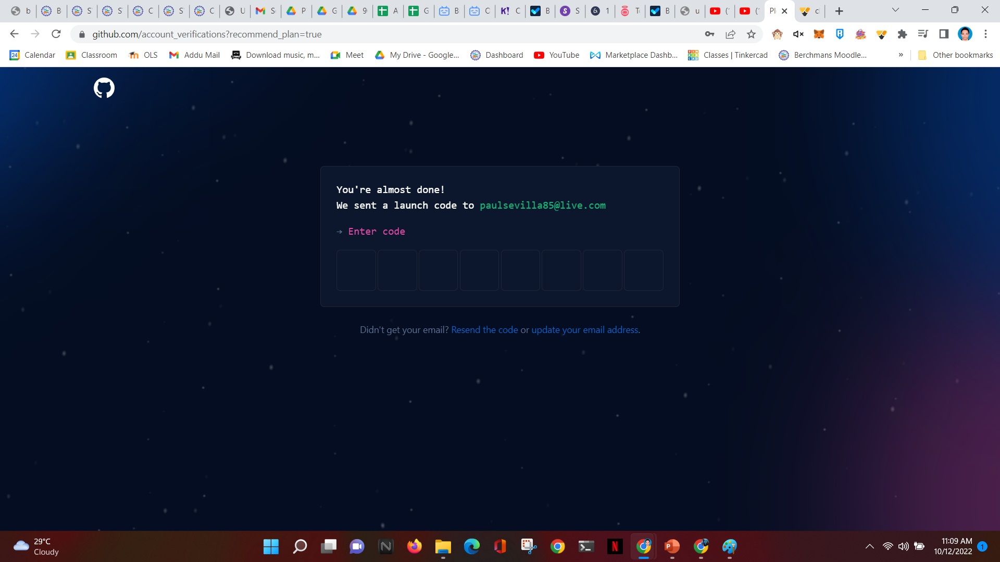 github.com/account_verifications?recommend_plan=true
Calendar
Classroom
OLS
Addu Mail
Download music, m...
Meet
My Drive - Google...
Dashboard
YouTube
Marketplace Dashb...
Classes | Tinkercad
Berchmans Moodle...
»
Other bookmarks
You're almost done!
We sent a launch code to paulsevilla85@live.com
→ Enter code
Didn't get your email? Resend the code or update your email address.
29°C
Cloudy
11:09 AM
10/12/2022
1